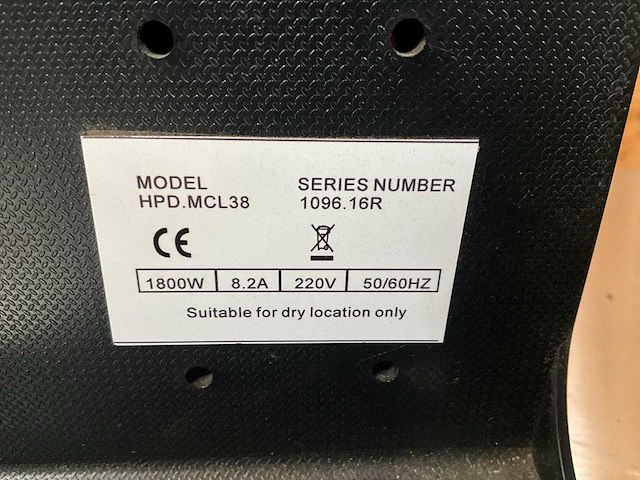 MODEL SERIES NUMBER
HPD.MCL38 1096.16R
CE
1800W 8.2A 220V 50/60HZ
Suitable for dry location only